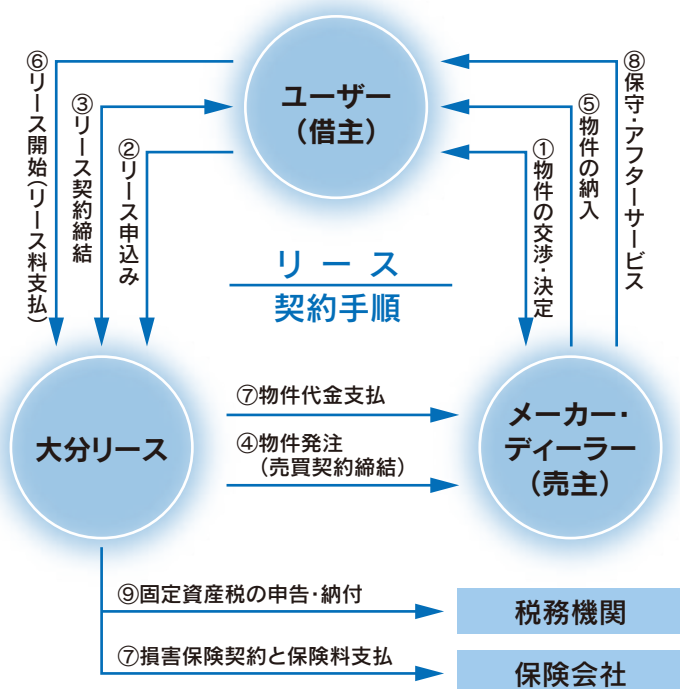 ユーザー
(借主)
⑥リース開始(リース料支払)
③リース契約締結
②リース申込み
①物件の交渉・決定
⑤物件の納入
⑧保守・アフターサービス
リース
契約手順
大分リース
⑦物件代金支払
④物件発注
(売買契約締結)
メーカー・
ディーラー
(売主)
⑨固定資産税の申告・納付
税務機関
⑦損害保険契約と保険料支払
保険会社